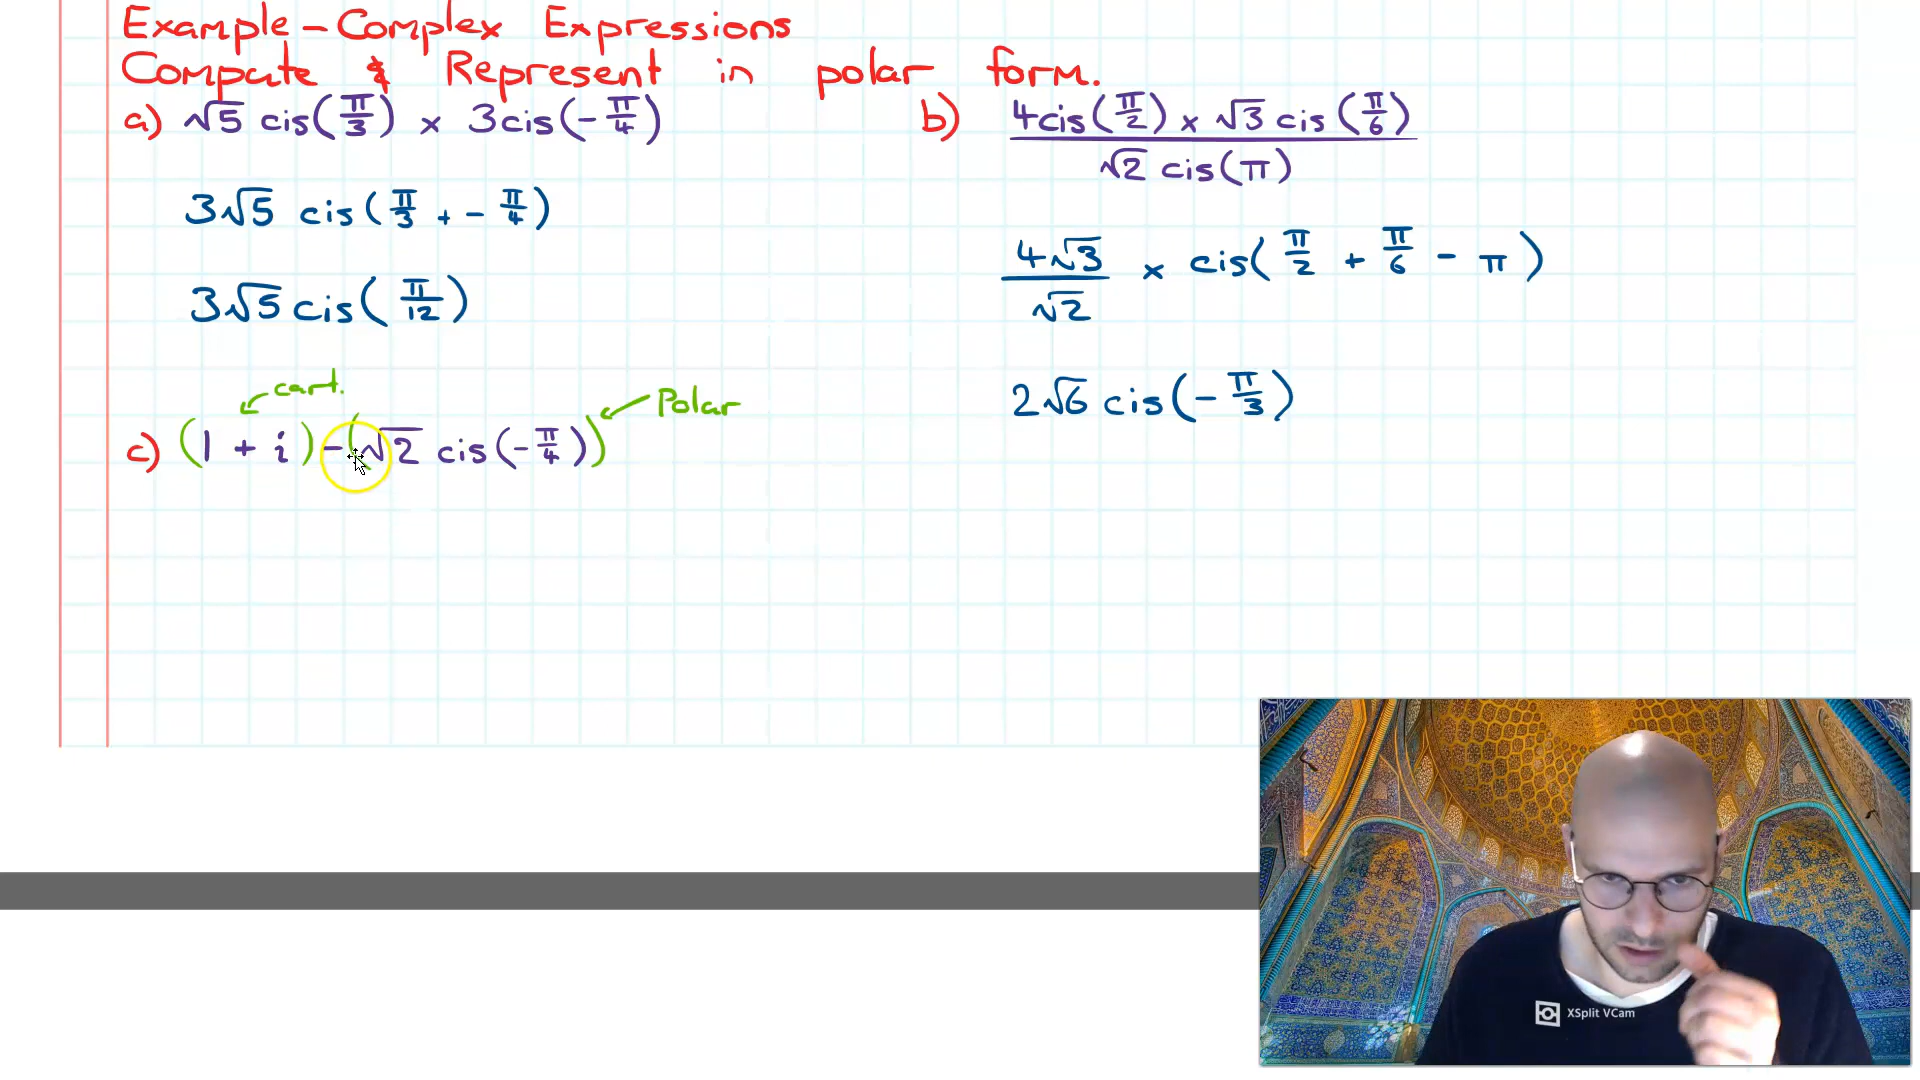 Example - Complex Expressions
Compute & Represent in polar form.
a) √5 cis(π/3) × 3cis(-π/4)
3√5 cis(π/3 + - π/4)
3√5 cis(π/12)
b) (4cis(π/2) × √3 cis(π/6)) / (√2 cis(π))
4√3/√2 × cis(π/2 + π/6 - π)
2√6 cis(-π/3)
cart.
Polar
c) (1 + i) - (√2 cis(-π/4))
XSplit VCam